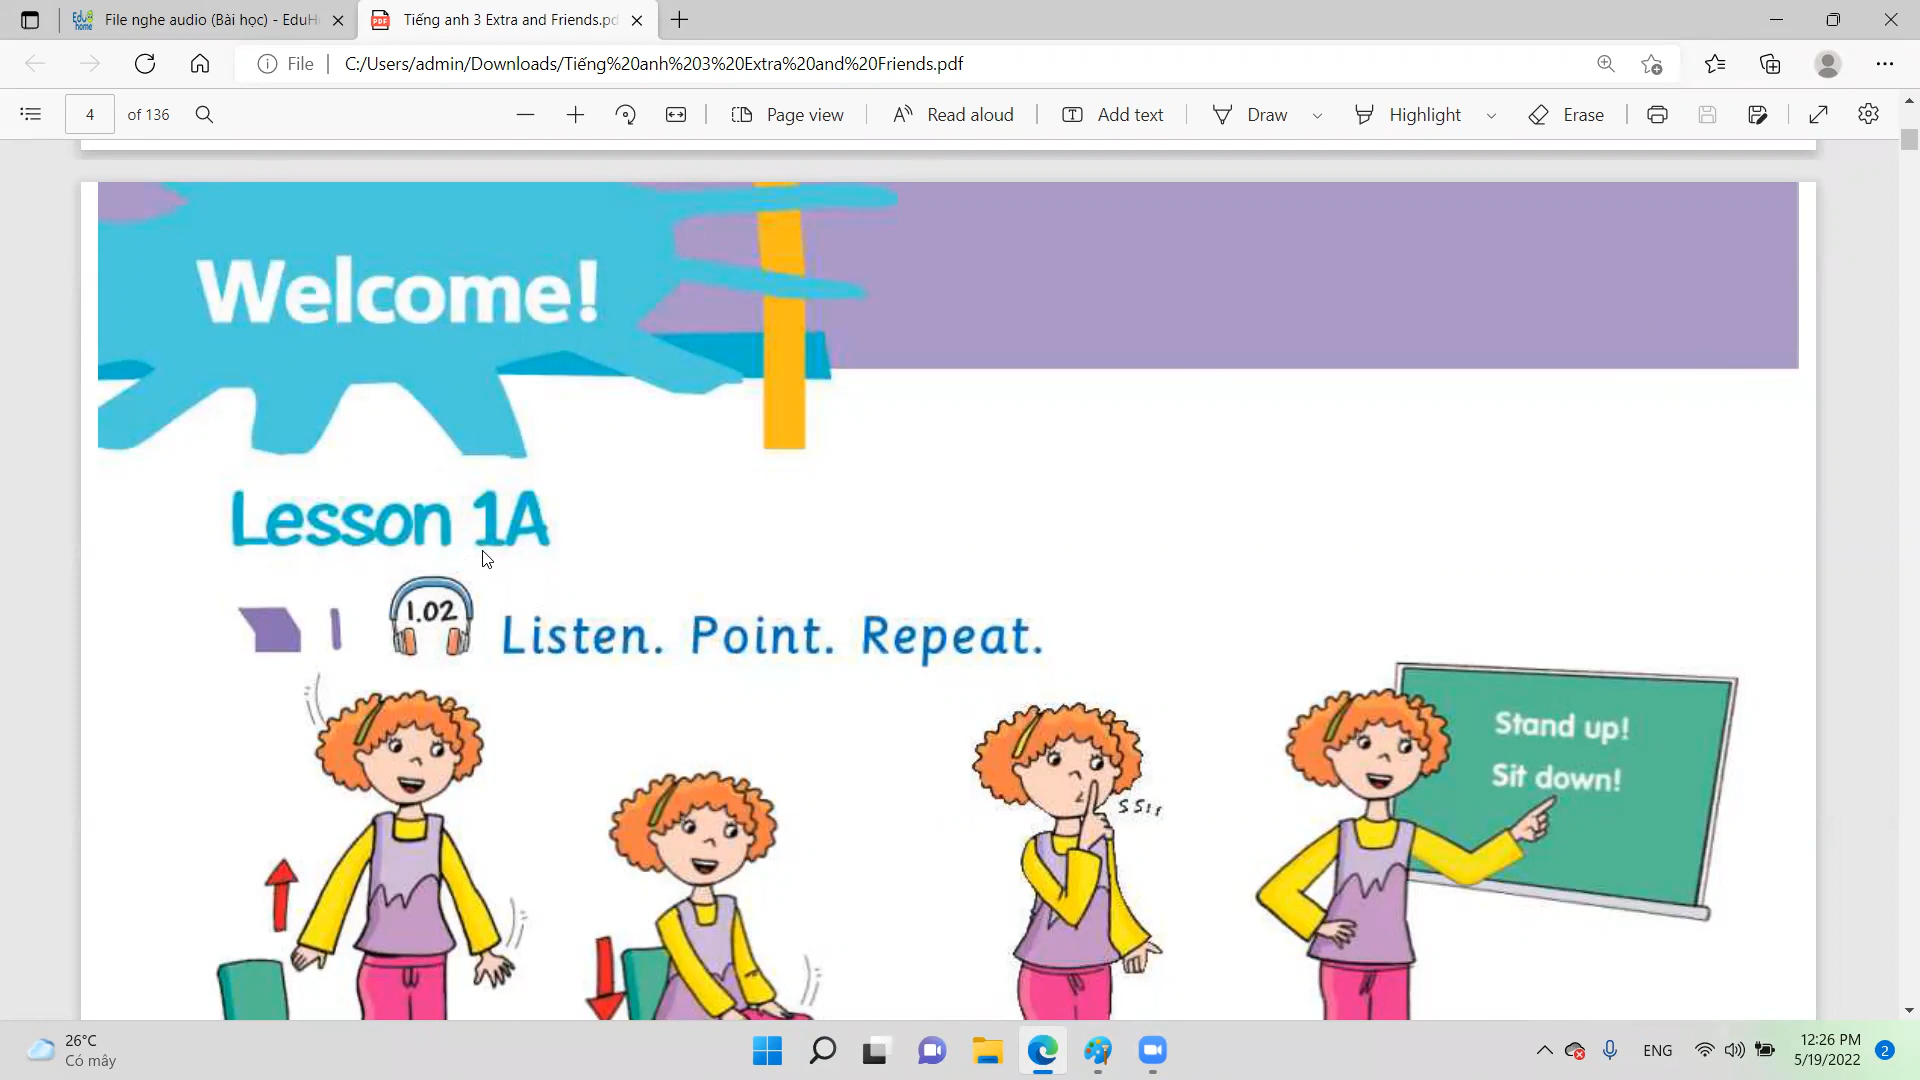 Edu home
File nghe audio (Bài học) - EduH
PDF
Tiếng anh 3 Extra and Friends.pd
File
C:/Users/admin/Downloads/Tiếng%20anh%203%20Extra%20and%20Friends.pdf
4 of 136
Page view
Read aloud
Add text
Draw
Highlight
Erase
Welcome!
Lesson 1A
1 1.02 Listen. Point. Repeat.
Stand up!
Sit down!
26°C
Có mây
ENG
12:26 PM
5/19/2022
2